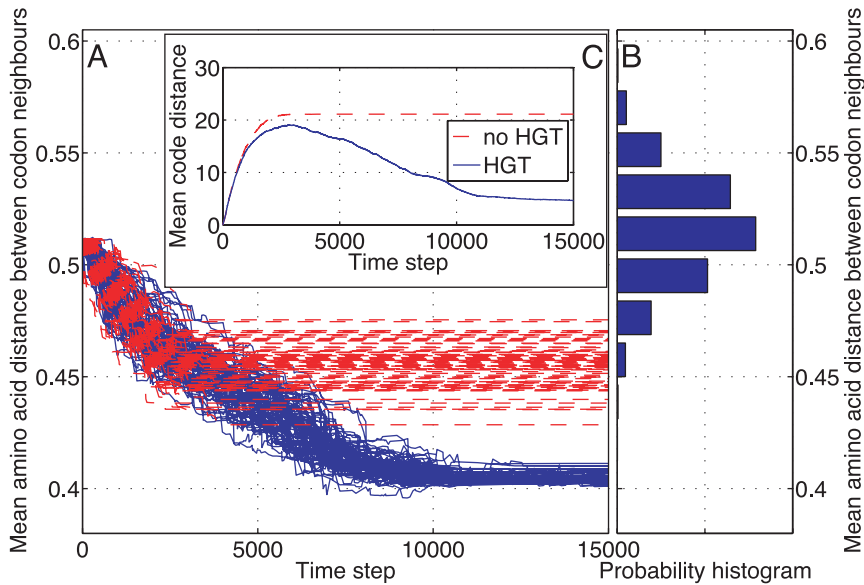 A
B
C
Mean amino acid distance between codon neighbours
0.6
0.55
0.5
0.45
0.4
0
5000
10000
15000
Time step
Mean code distance
30
20
10
0
0
5000
10000
15000
Time step
no HGT
HGT
0.6
0.55
0.5
0.45
0.4
Probability histogram
Mean amino acid distance between codon neighbours